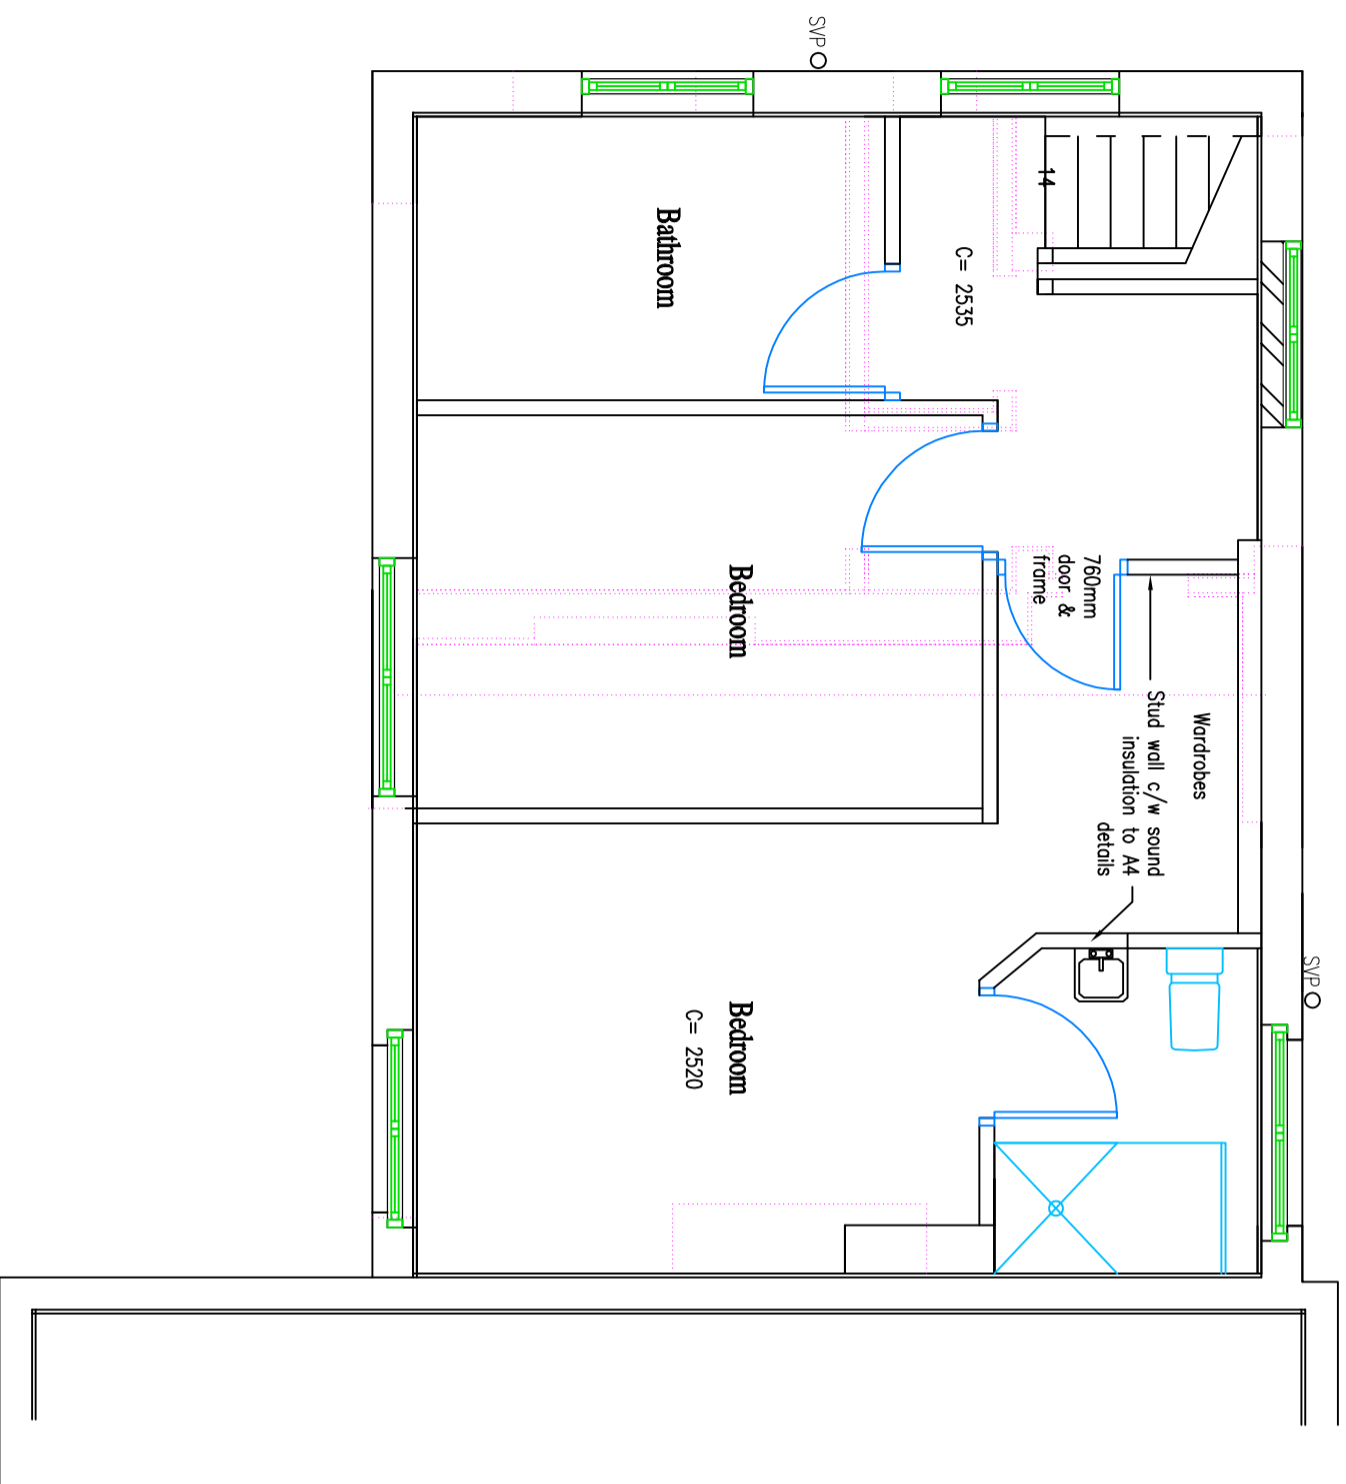 SVP
14
C= 2535
Bathroom
760mm
door &
frame
Bedroom
Wardrobes
Stud wall c/w sound
insulation to A4
details
SVP
Bedroom
C= 2520